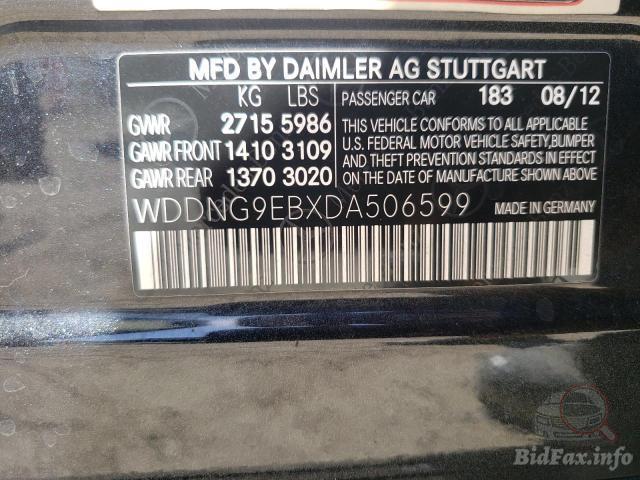 MFD BY DAIMLER AG STUTTGART
KG LBS PASSENGER CAR 183 08/12
GVWR 2715 5986 THIS VEHICLE CONFORMS TO ALL APPLICABLE
GAWR FRONT 1410 3109 U.S. FEDERAL MOTOR VEHICLE SAFETY,BUMPER
GAWR REAR 1370 3020 AND THEFT PREVENTION STANDARDS IN EFFECT
ON THE DATE OF MANUFACTURE SHOWN ABOVE.
WDDNG9EBXDA506599 MADE IN GERMANY
BidFax.info